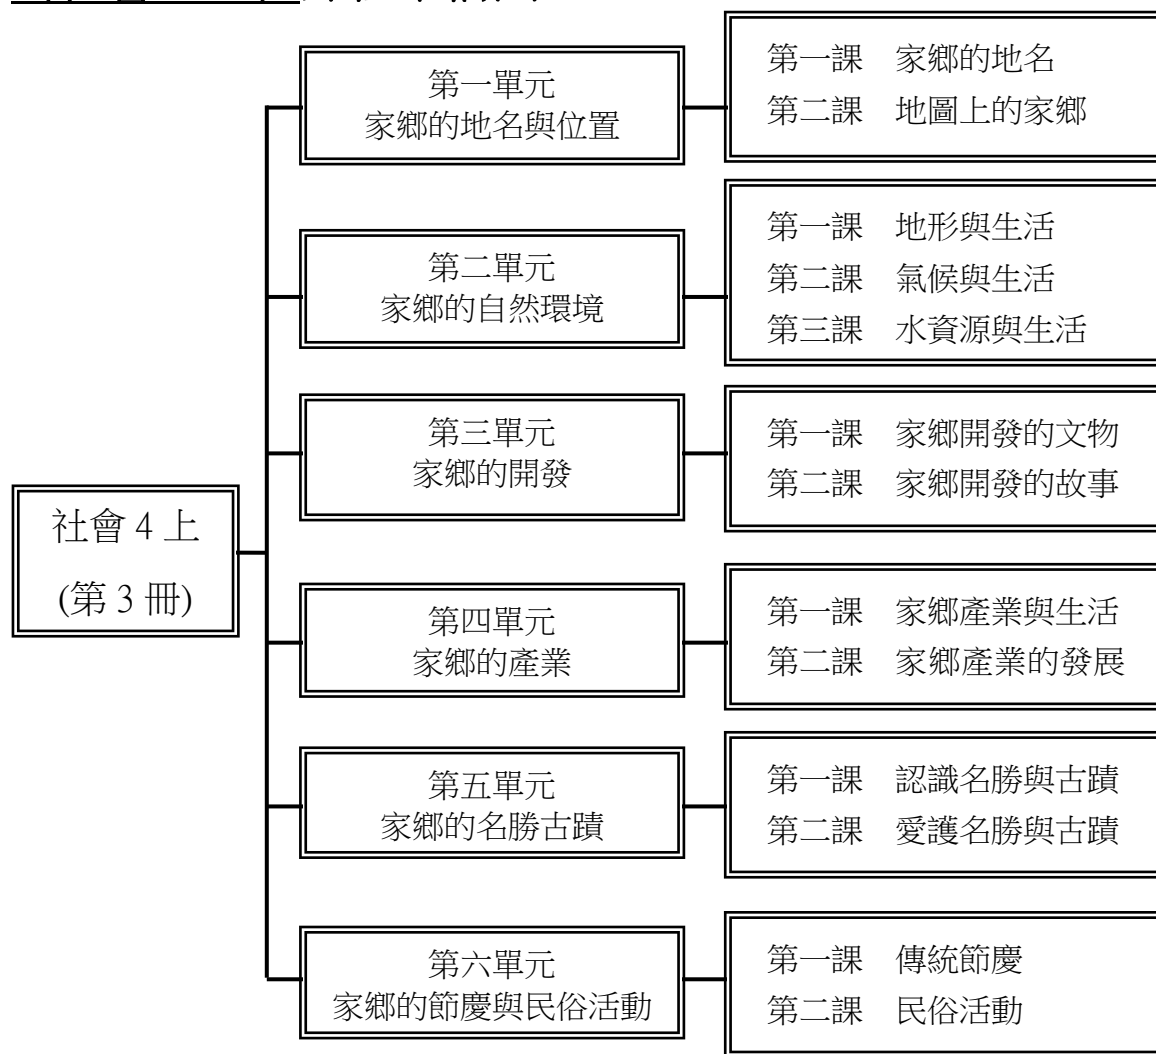 社會 4 上
(第 3 冊)
第一單元
家鄉的地名與位置
第一課 家鄉的地名
第二課 地圖上的家鄉
第二單元
家鄉的自然環境
第一課 地形與生活
第二課 氣候與生活
第三課 水資源與生活
第三單元
家鄉的開發
第一課 家鄉開發的文物
第二課 家鄉開發的故事
第四單元
家鄉的產業
第一課 家鄉產業與生活
第二課 家鄉產業的發展
第五單元
家鄉的名勝古蹟
第一課 認識名勝與古蹟
第二課 愛護名勝與古蹟
第六單元
家鄉的節慶與民俗活動
第一課 傳統節慶
第二課 民俗活動